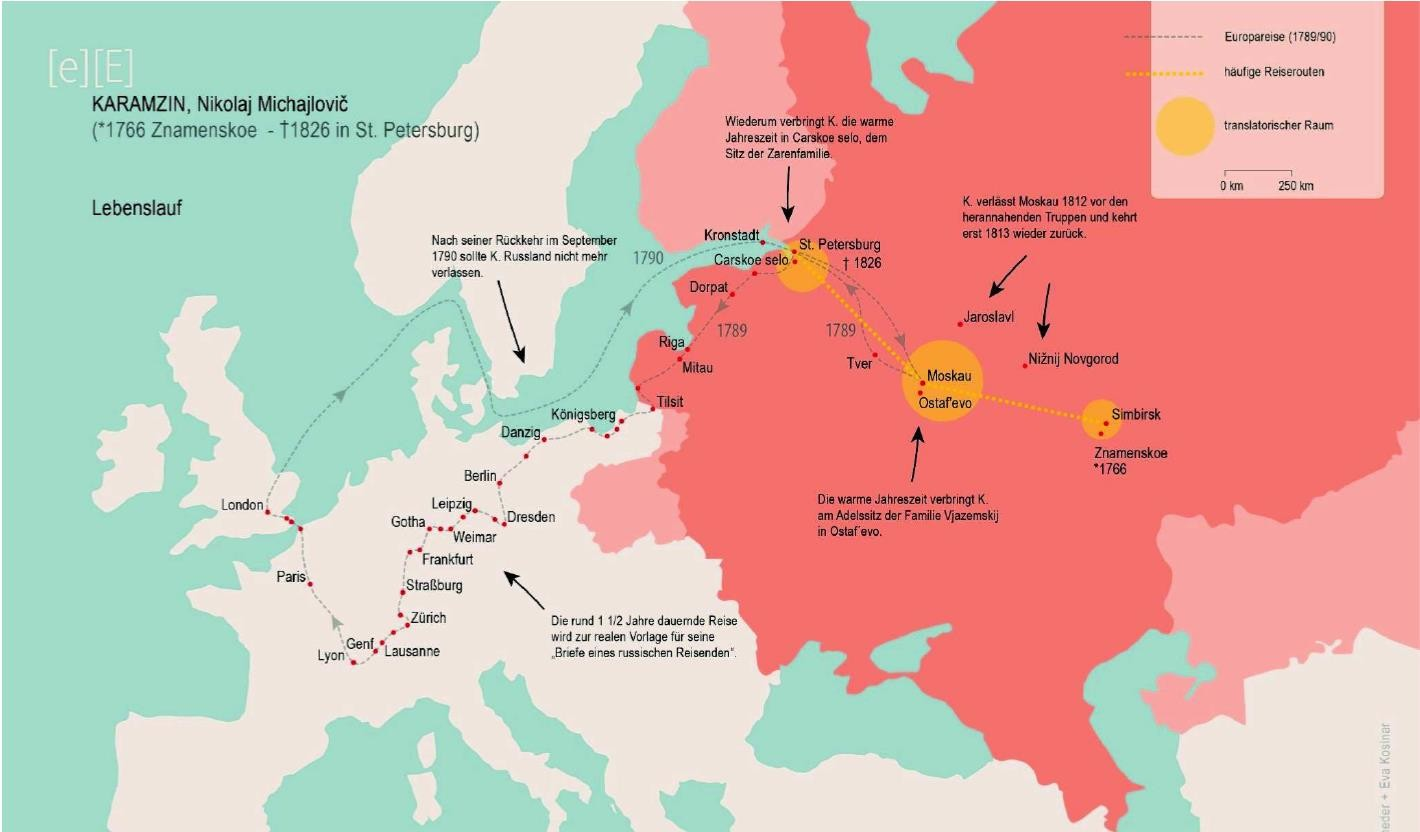 [e][E]
KARAMZIN, Nikolaj Michajlovič
(*1766 Znamenskoe - †1826 in St. Petersburg)
Lebenslauf
Europareise (1789/90)
häufige Reiserouten
translatorischer Raum
0 km 250 km
Wiederum verbringt K. die warme
Jahreszeit in Carskoe selo, dem
Sitz der Zarenfamilie.
K. verlässt Moskau 1812 vor den
herannahenden Truppen und kehrt
erst 1813 wieder zurück.
Nach seiner Rückkehr im September
1790 sollte K. Russland nicht mehr
verlassen.
1790
Kronstadt
St. Petersburg
† 1826
Carskoe selo
Dorpat
1789
1789
Riga
Mitau
Tver
Jaroslavl
Nižnij Novgorod
Moskau
Ostaf'evo
Tilsit
Königsberg
Danzig
Simbirsk
Znamenskoe
*1766
Berlin
Leipzig
Dresden
Gotha
Weimar
Frankfurt
London
Paris
Straßburg
Zürich
Genf
Lausanne
Lyon
Die warme Jahreszeit verbringt K.
am Adelssitz der Familie Vjazemskij
in Ostaf´evo.
Die rund 1 1/2 Jahre dauernde Reise
wird zur realen Vorlage für seine
„Briefe eines russischen Reisenden“.
+ Eva Kosinar